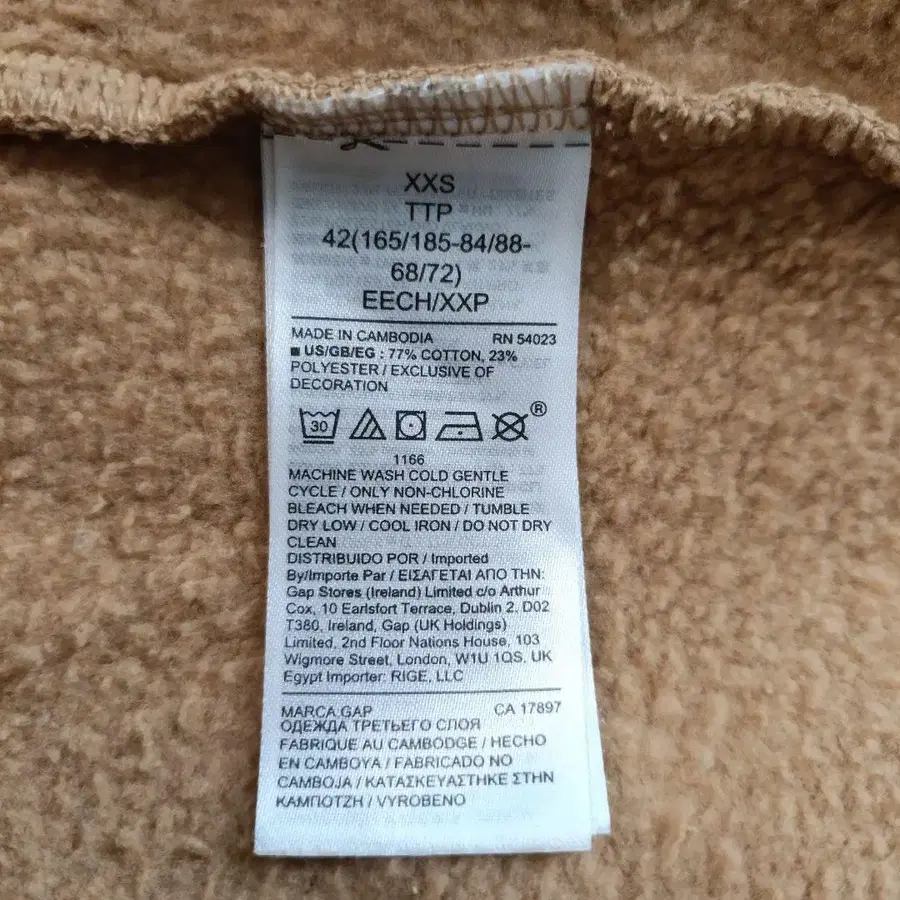 XXS
TTP
42(165/185-84/88-
68/72)
EECH/XXP
MADE IN CAMBODIA RN 54023
■ US/GB/EG : 77% COTTON, 23%
POLYESTER / EXCLUSIVE OF
DECORATION
30 ®
1166
MACHINE WASH COLD GENTLE
CYCLE / ONLY NON-CHLORINE
BLEACH WHEN NEEDED / TUMBLE
DRY LOW / COOL IRON / DO NOT DRY
CLEAN
DISTRIBUIDO POR / Imported
By/Importe Par / ΕΙΣΑΓΕΤΑΙ ΑΠΟ ΤΗΝ:
Gap Stores (Ireland) Limited c/o Arthur
Cox, 10 Earlsfort Terrace, Dublin 2. D02
T380, Ireland, Gap (UK Holdings)
Limited, 2nd Floor Nations House, 103
Wigmore Street, London, W1U 1QS. UK
Egypt Importer: RIGE, LLC
MARCA GAP CA 17897
ОДЕЖДА ТРЕТЬЕГО СЛОЯ
FABRIQUE AU CAMBODGE / HECHO
EN CAMBOYA / FABRICADO NO
CAMBOJA / ΚΑΤΑΣΚΕΥΑΣΤΗΚΕ ΣΤΗΝ
ΚΑΜΠΟΤΖΗ / VYROBENO